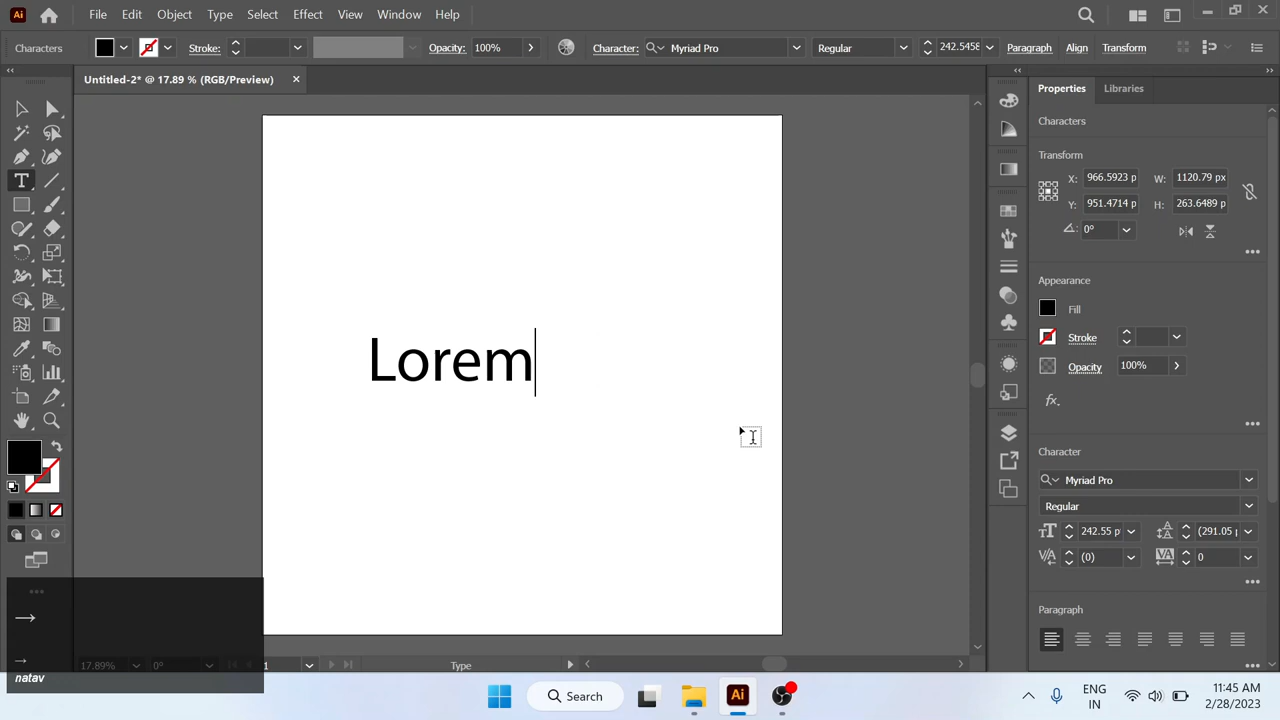 Ai File Edit Object Type Select Effect View Window Help
Characters Stroke: Opacity: 100% Character: Myriad Pro Regular 242.5458 Paragraph Align Transform
Untitled-2* @ 17.89 % (RGB/Preview) ×
Properties Libraries
Characters
Transform
X: 966.5923 p W: 1120.79 px
Y: 951.4714 p H: 263.6489 p
0°
Appearance
Fill
Stroke
Opacity 100%
fx.
Lorem
Character
Myriad Pro
Regular
242.55 p (291.05
(0) 0
Paragraph
→
→
natav
17.89% 0° 1 Type
Search Ai
ENG
IN
11:45 AM
2/28/2023